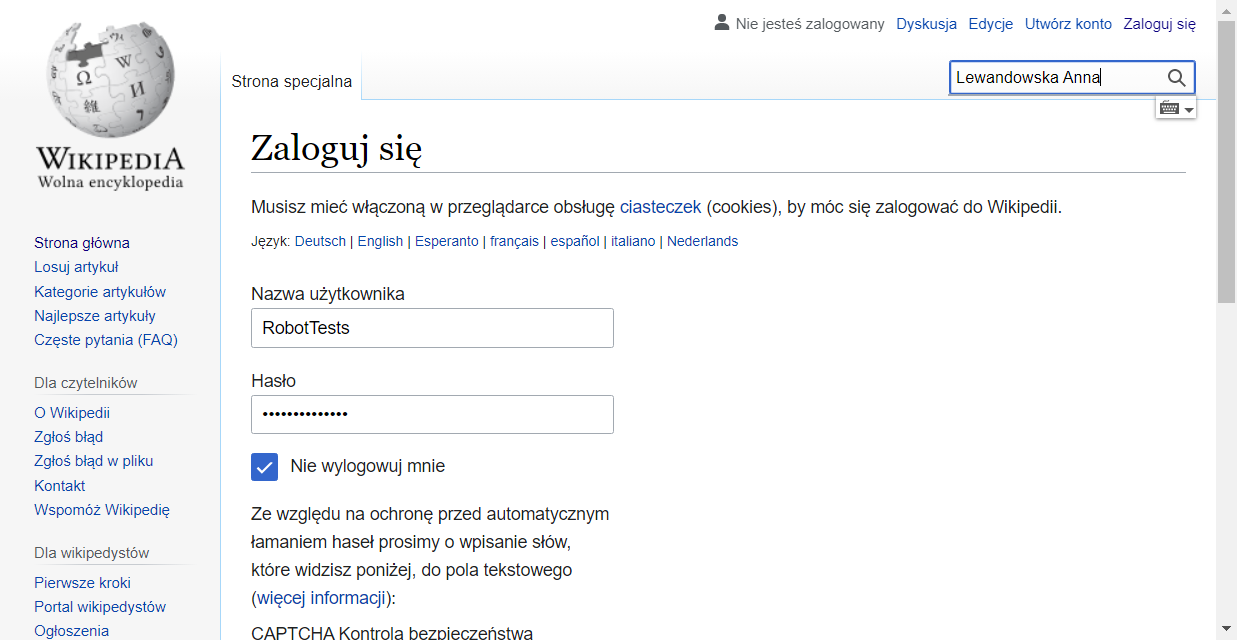 Nie jesteś zalogowany Dyskusja Edycje Utwórz konto Zaloguj się
Strona specjalna
Lewandowska Anna
WIKIPEDIA
Wolna encyklopedia
Strona główna
Losuj artykuł
Kategorie artykułów
Najlepsze artykuły
Częste pytania (FAQ)
Dla czytelników
O Wikipedii
Zgłoś błąd
Zgłoś błąd w pliku
Kontakt
Wspomóż Wikipedię
Dla wikipedystów
Pierwsze kroki
Portal wikipedystów
Ogłoszenia
Zaloguj się
Musisz mieć włączoną w przeglądarce obsługę ciasteczek (cookies), by móc się zalogować do Wikipedii.
Język: Deutsch | English | Esperanto | français | español | italiano | Nederlands
Nazwa użytkownika
RobotTests
Hasło
••••••••••••••
Nie wylogowuj mnie
Ze względu na ochronę przed automatycznym
łamaniem haseł prosimy o wpisanie słów,
które widzisz poniżej, do pola tekstowego
(więcej informacji):
CAPTCHA Kontrola bezpieczeństwa